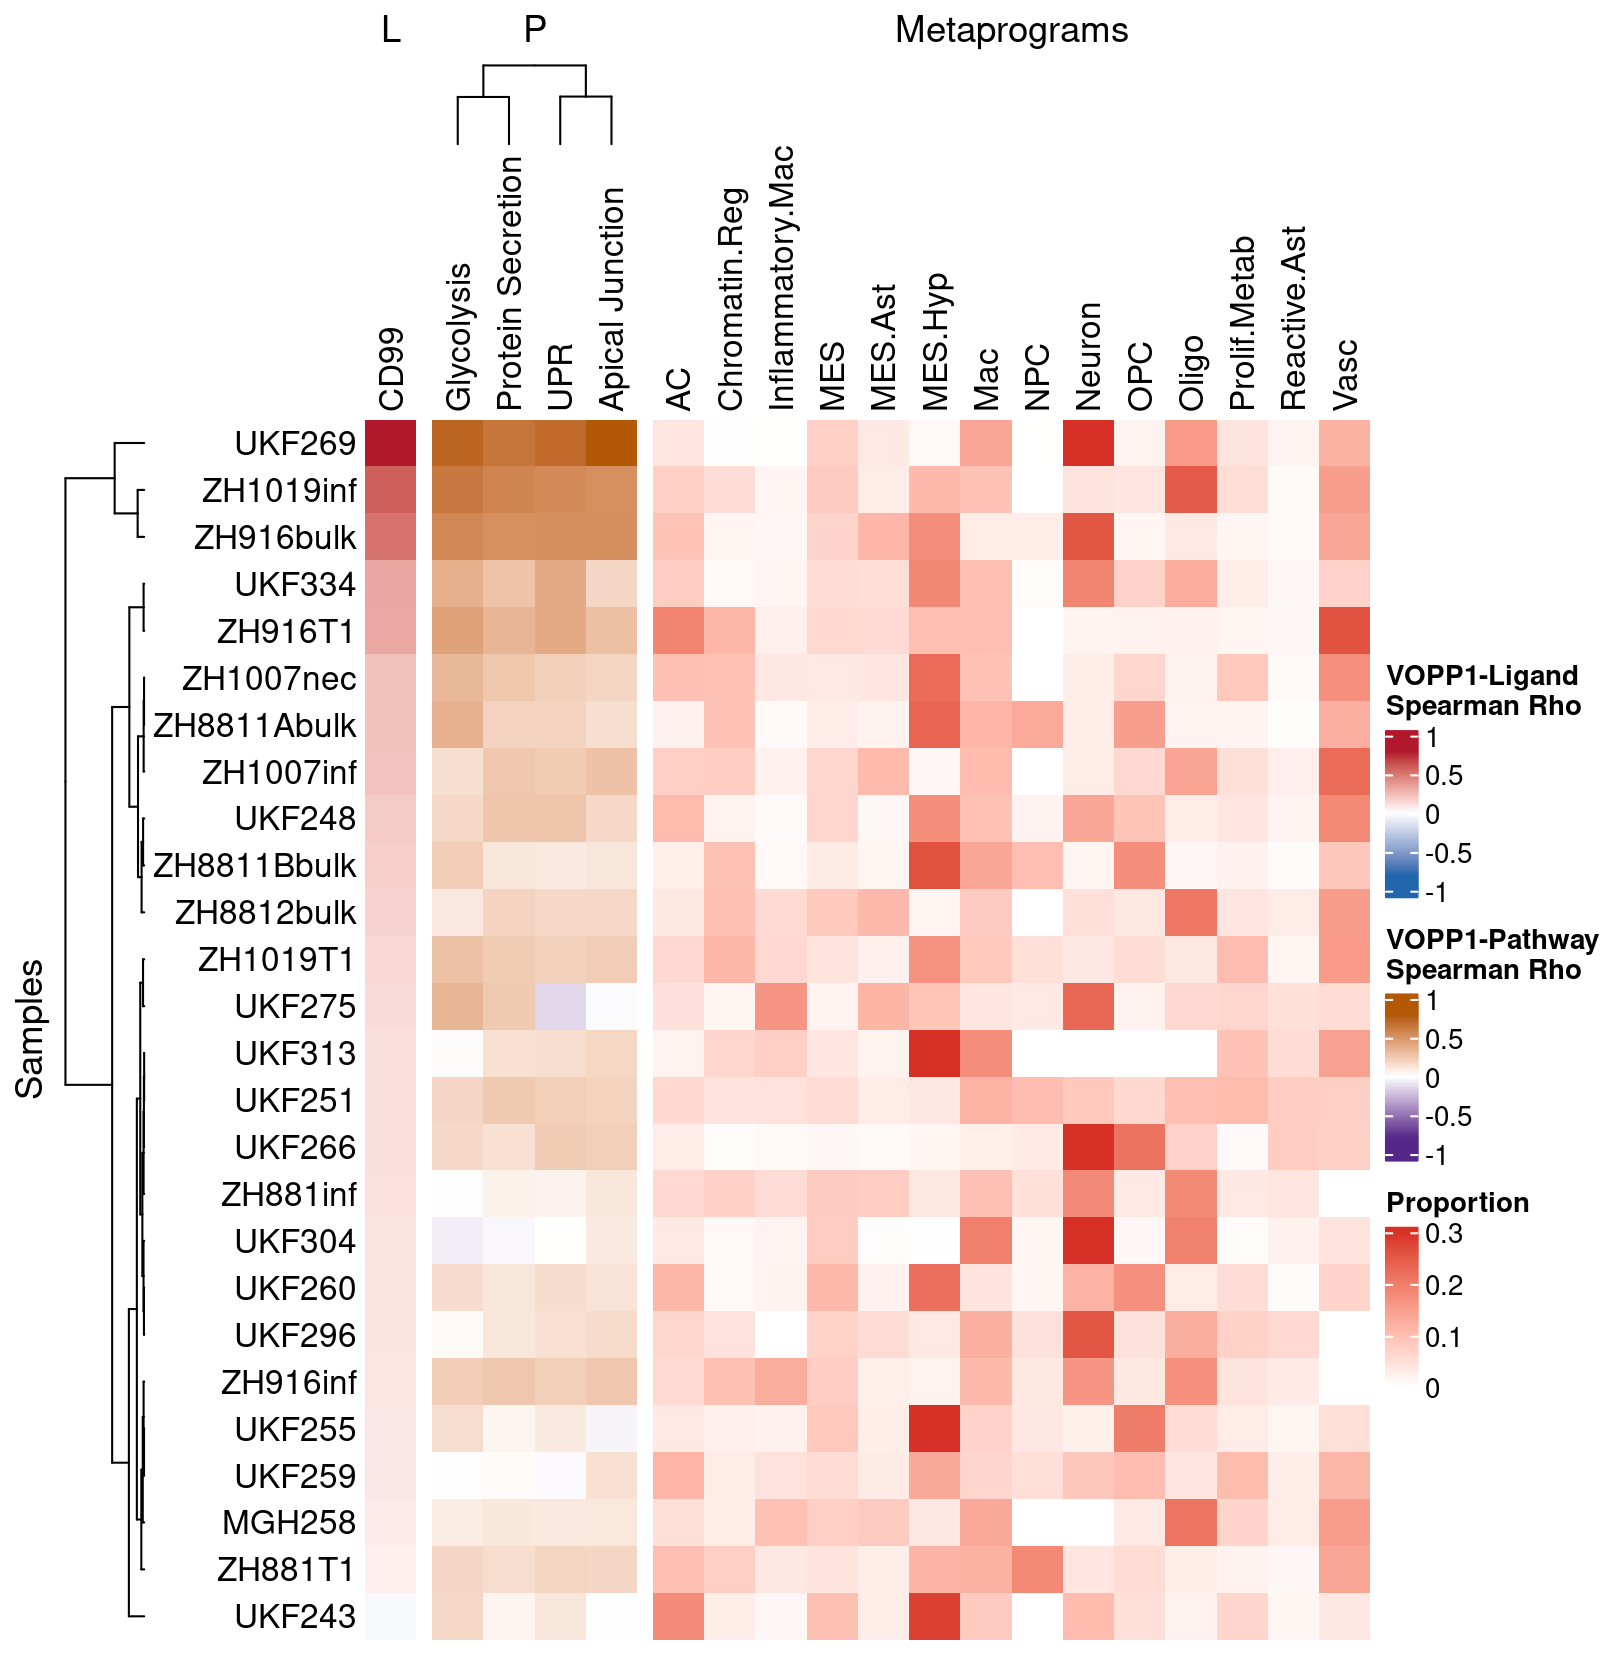 L P Metaprograms
CD99
Glycolysis
Protein Secretion
UPR
Apical Junction
AC
Chromatin.Reg
Inflammatory.Mac
MES
MES.Ast
MES.Hyp
Mac
NPC
Neuron
OPC
Oligo
Prolif.Metab
Reactive.Ast
Vasc
Samples
UKF269
ZH1019inf
ZH916bulk
UKF334
ZH916T1
ZH1007nec
ZH8811Abulk
ZH1007inf
UKF248
ZH8811Bbulk
ZH8812bulk
ZH1019T1
UKF275
UKF313
UKF251
UKF266
ZH881inf
UKF304
UKF260
UKF296
ZH916inf
UKF255
UKF259
MGH258
ZH881T1
UKF243
VOPP1-Ligand
Spearman Rho
1
0.5
0
-0.5
-1
VOPP1-Pathway
Spearman Rho
1
0.5
0
-0.5
-1
Proportion
0.3
0.2
0.1
0